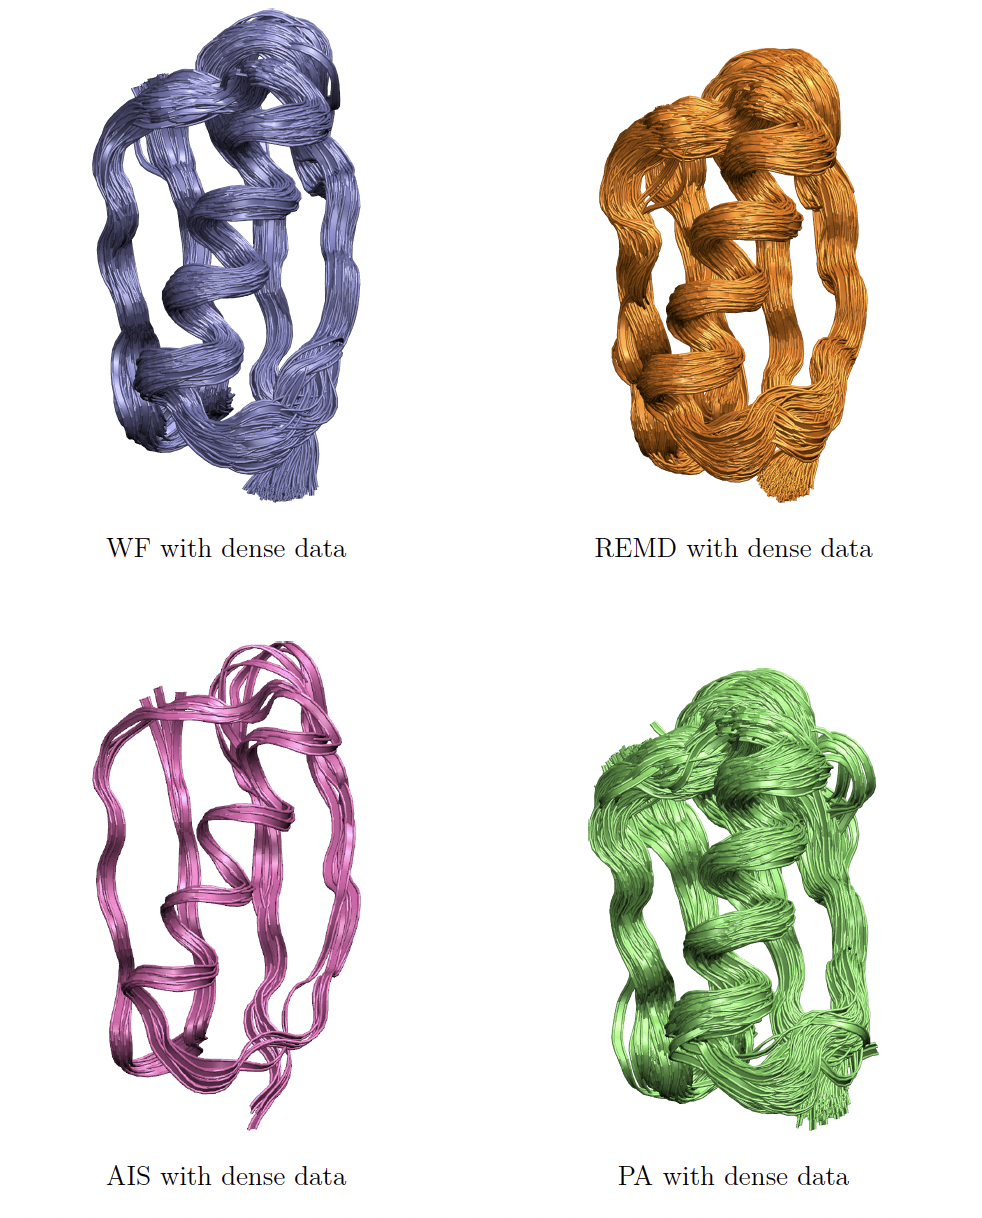 WF with dense data
REMD with dense data
AIS with dense data
PA with dense data